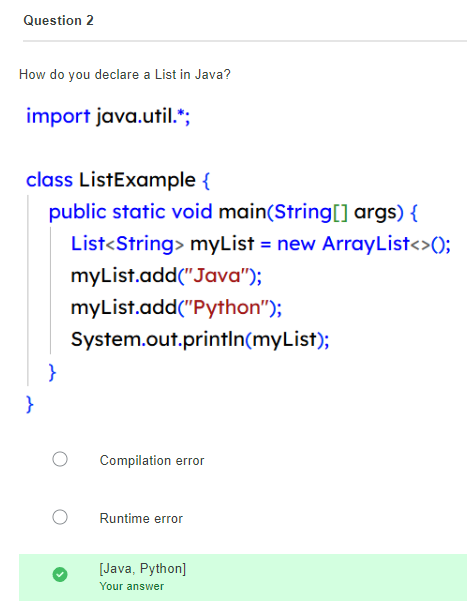 Question 2
How do you declare a List in Java?
import java.util.*;
class ListExample {
public static void main(String[] args) {
List<String> myList = new ArrayList<>();
myList.add("Java");
myList.add("Python");
System.out.println(myList);
}
}
Compilation error
Runtime error
[Java, Python]
Your answer